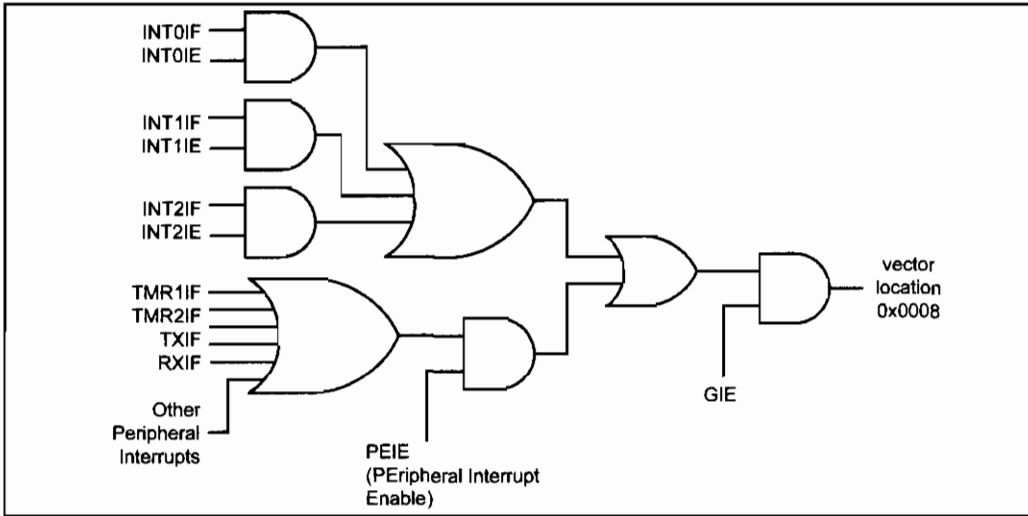 INT0IF
INT0IE
INT1IF
INT1IE
INT2IF
INT2IE
TMR1IF
TMR2IF
TXIF
RXIF
Other
Peripheral
Interrupts
PEIE
(PEripheral Interrupt
Enable)
GIE
vector
location
0x0008